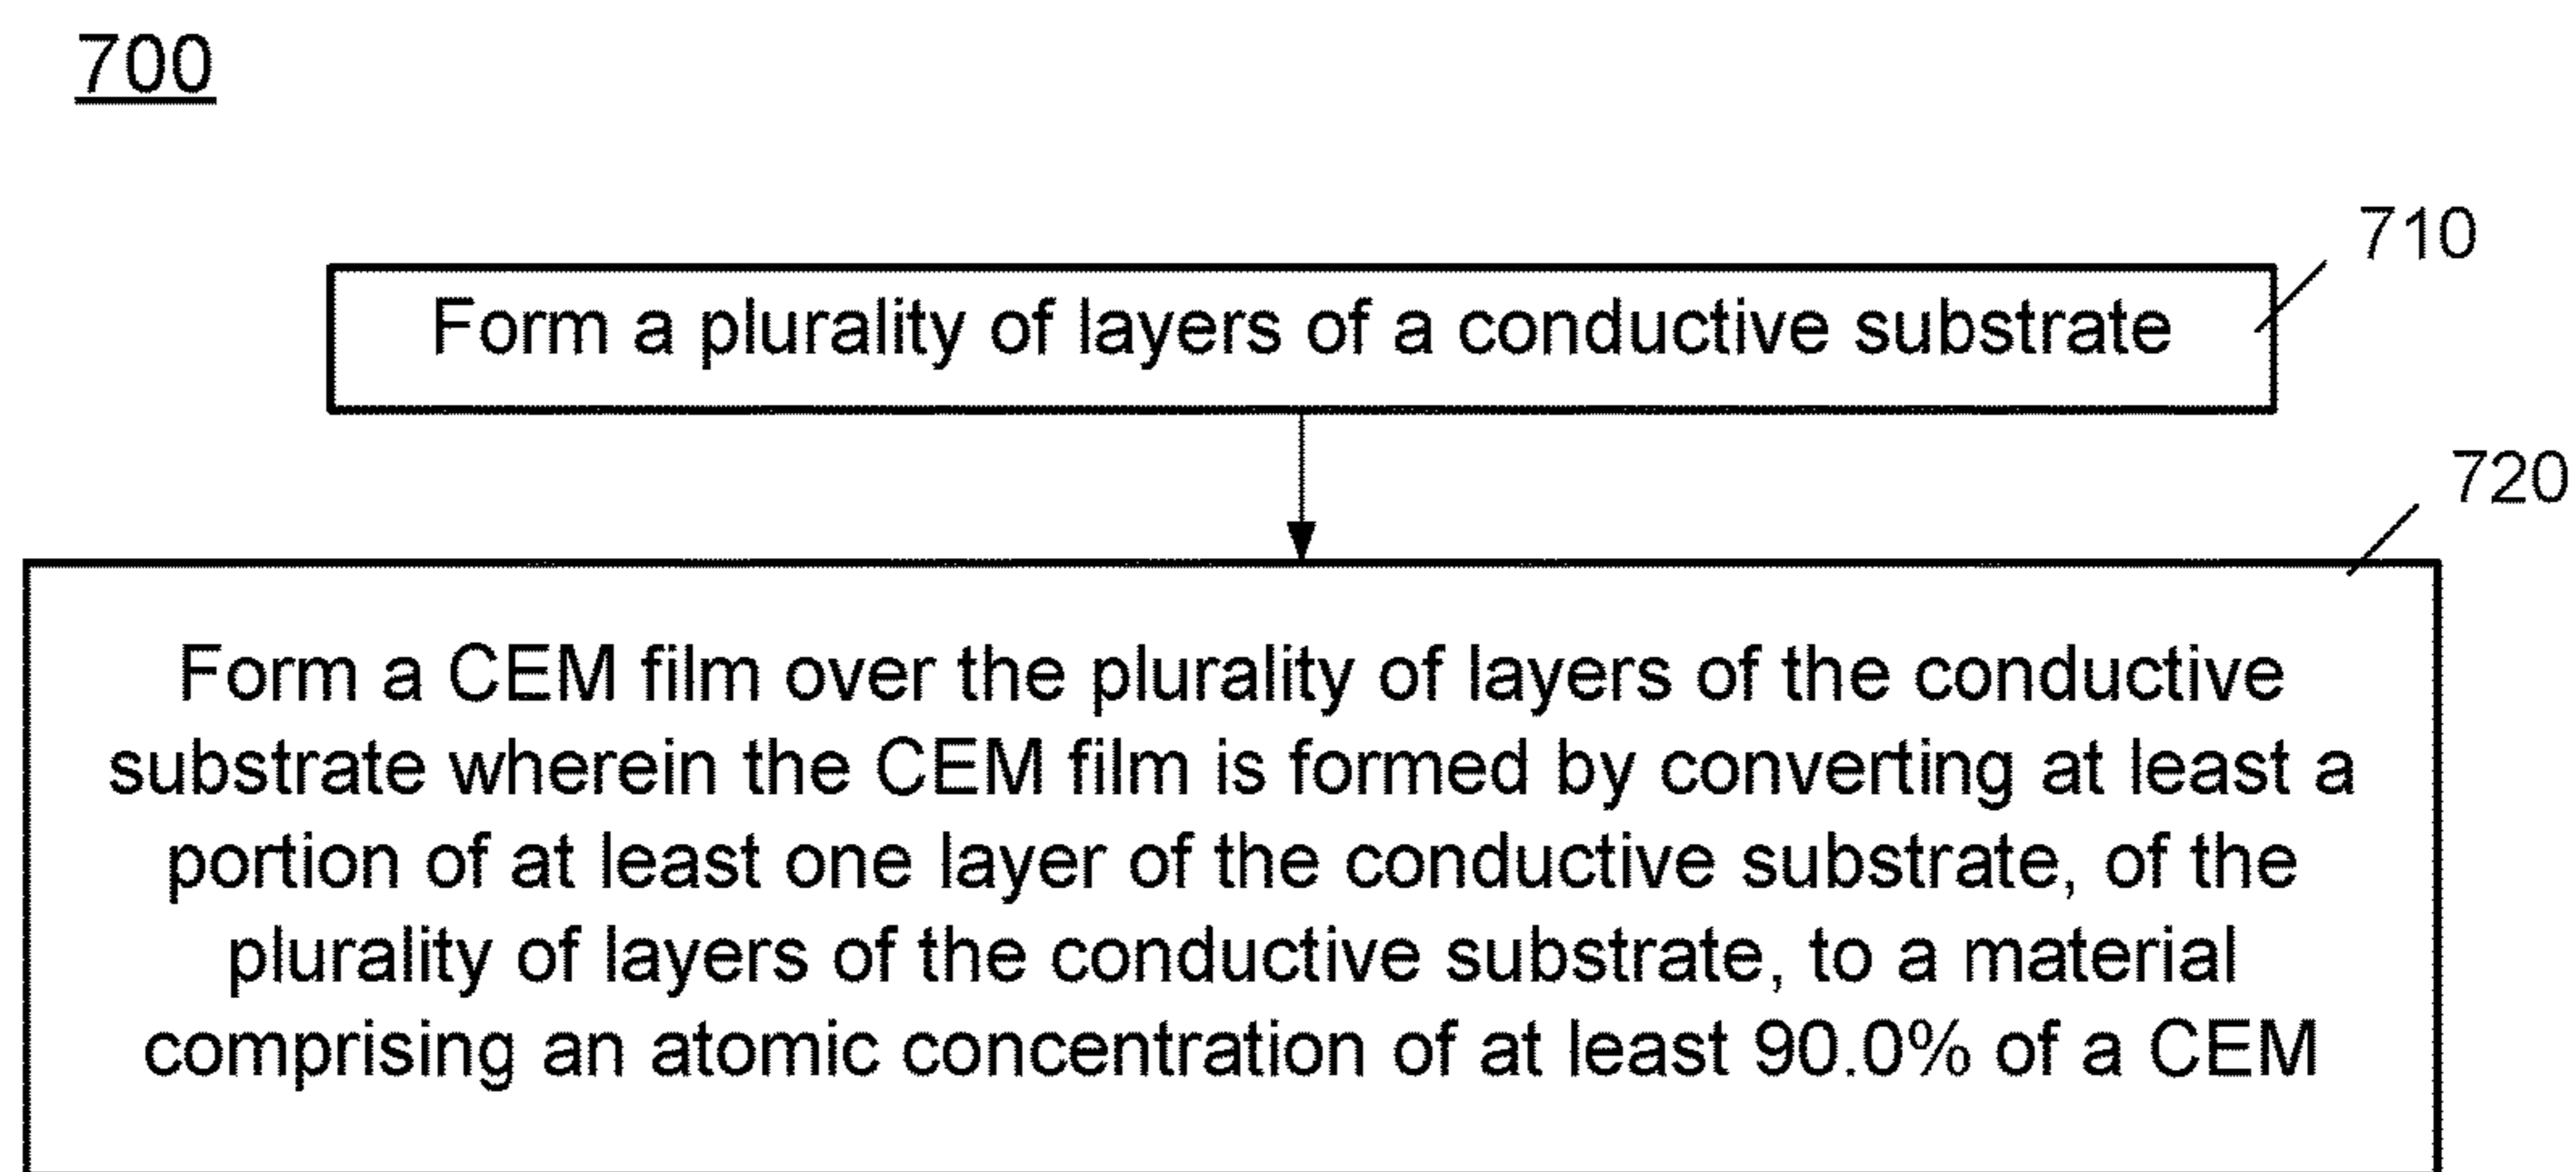 700
710
Form a plurality of layers of a conductive substrate
720
Form a CEM film over the plurality of layers of the conductive
substrate wherein the CEM film is formed by converting at least a
portion of at least one layer of the conductive substrate, of the
plurality of layers of the conductive substrate, to a material
comprising an atomic concentration of at least 90.0% of a CEM